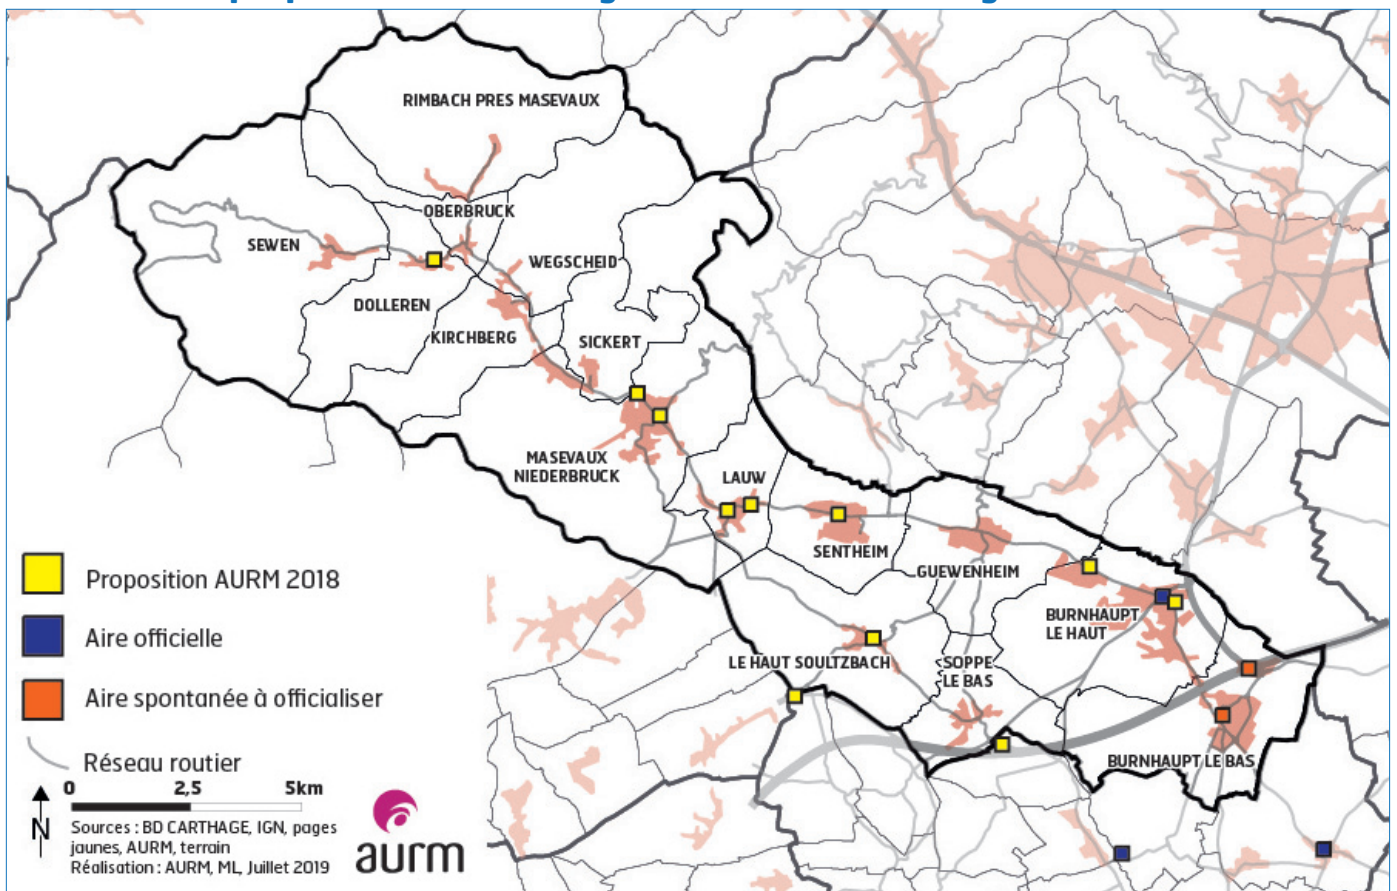 RIMBACH PRES MASEVAUX
OBERBRUCK
SEWEN
WEGSCHEID
DOLLEREN
KIRCHBERG
SICKERT
MASEVAUX
NIEDERBRUCK
LAUW
SENTHEIM
GUEWENHEIM
BURNHAUPT
LE HAUT
LE HAUT SOULTZBACH
SOPPE
LE BAS
BURNHAUPT LE BAS
Proposition AURM 2018
Aire officielle
Aire spontanée à officialiser
Réseau routier
0 2,5 5km
N
Sources : BD CARTHAGE, IGN, pages
jaunes, AURM, terrain
Réalisation : AURM, ML, Juillet 2019
aurm